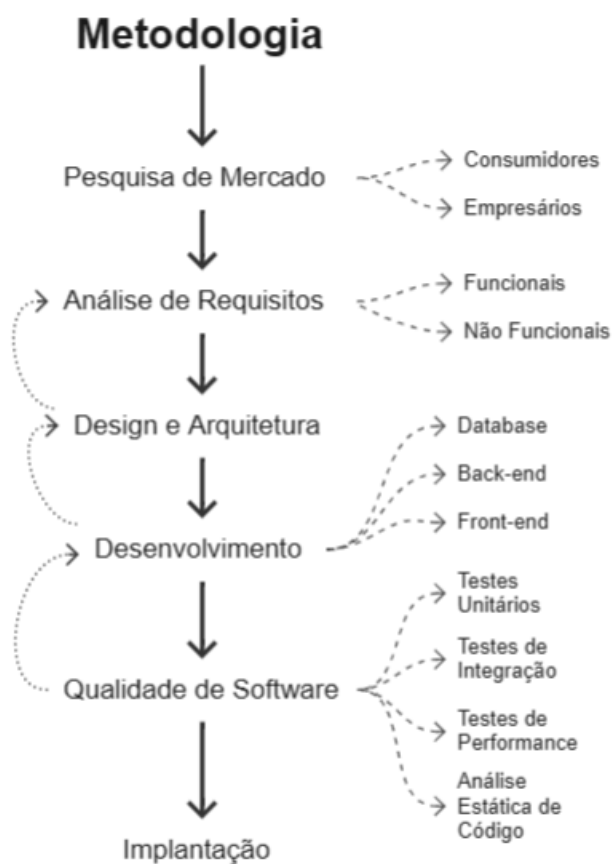 Metodologia
Pesquisa de Mercado
Consumidores
Empresários
Análise de Requisitos
Funcionais
Não Funcionais
Design e Arquitetura
Database
Back-end
Front-end
Desenvolvimento
Testes
Unitários
Testes de
Integração
Qualidade de Software
Testes de
Performance
Análise
Estática de
Código
Implantação